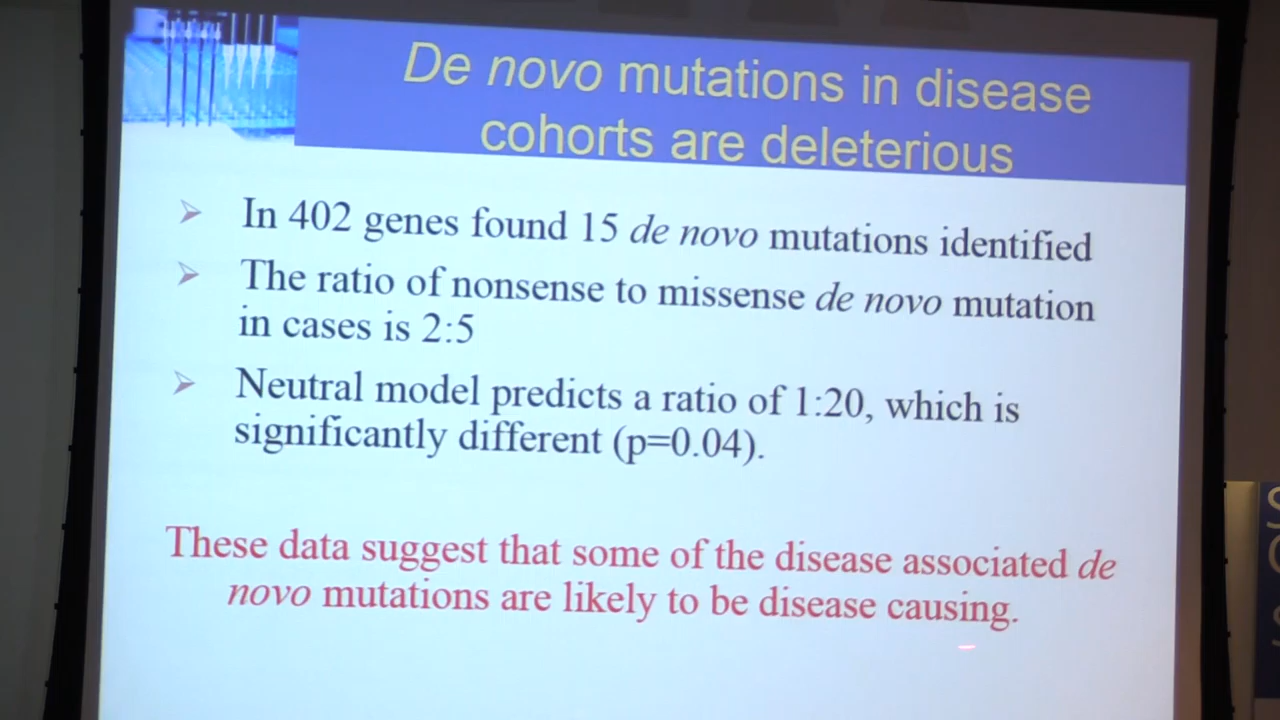 De novo mutations in disease
cohorts are deleterious
In 402 genes found 15 de novo mutations identified
The ratio of nonsense to missense de novo mutation
in cases is 2:5
Neutral model predicts a ratio of 1:20, which is
significantly different (p=0.04).
These data suggest that some of the disease associated de
novo mutations are likely to be disease causing.